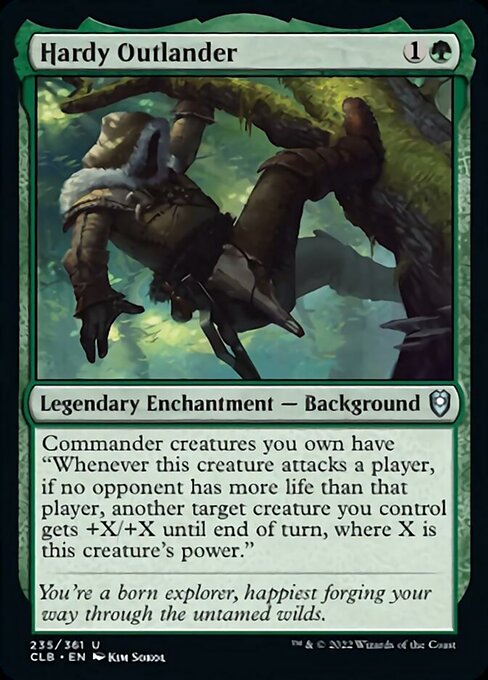 Hardy Outlander 1
Legendary Enchantment — Background
Commander creatures you own have
“Whenever this creature attacks a player,
if no opponent has more life than that
player, another target creature you control
gets +X/+X until end of turn, where X is
this creature’s power.”
You’re a born explorer, happiest forging your
way through the untamed wilds.
235/361 U
CLB • EN Kim Sokol
™ & © 2022 Wizards of the Coast